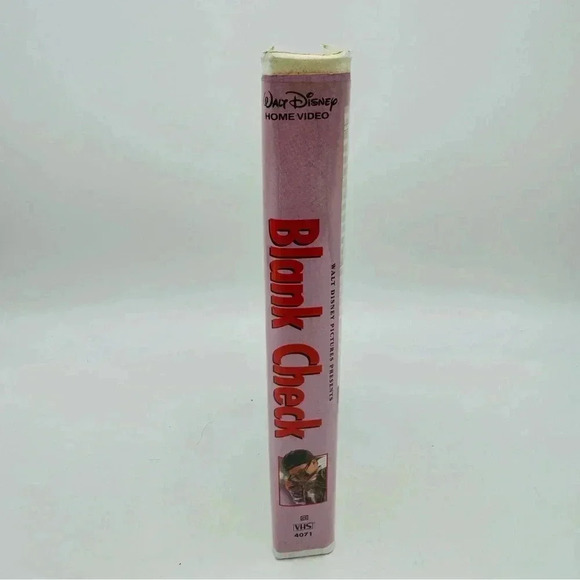 WALT DISNEY
HOME VIDEO
WALT DISNEY PICTURES PRESENTS
Blank Check
VHS
4071